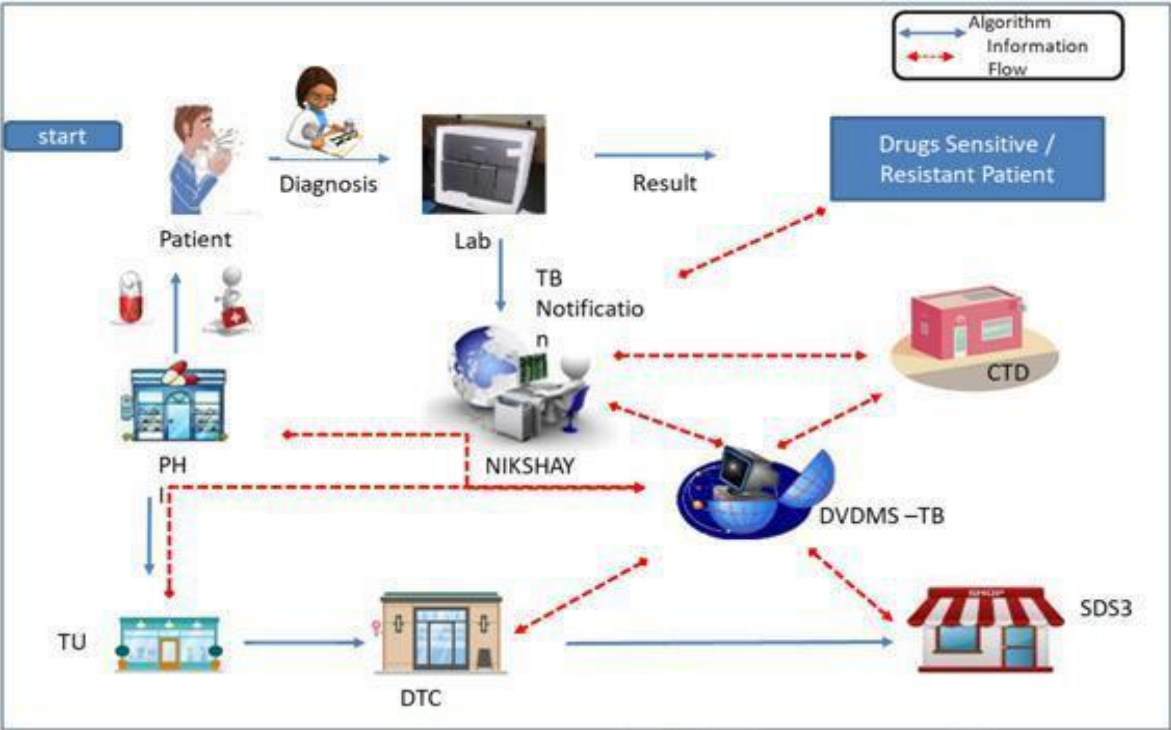 Algorithm
Information
Flow
start
Drugs Sensitive /
Resistant Patient
Diagnosis
Result
Patient
Lab
TB
Notificatio
n
CTD
PH
I
NIKSHAY
DVDMS –TB
SHOP
SDS3
TU
DTC